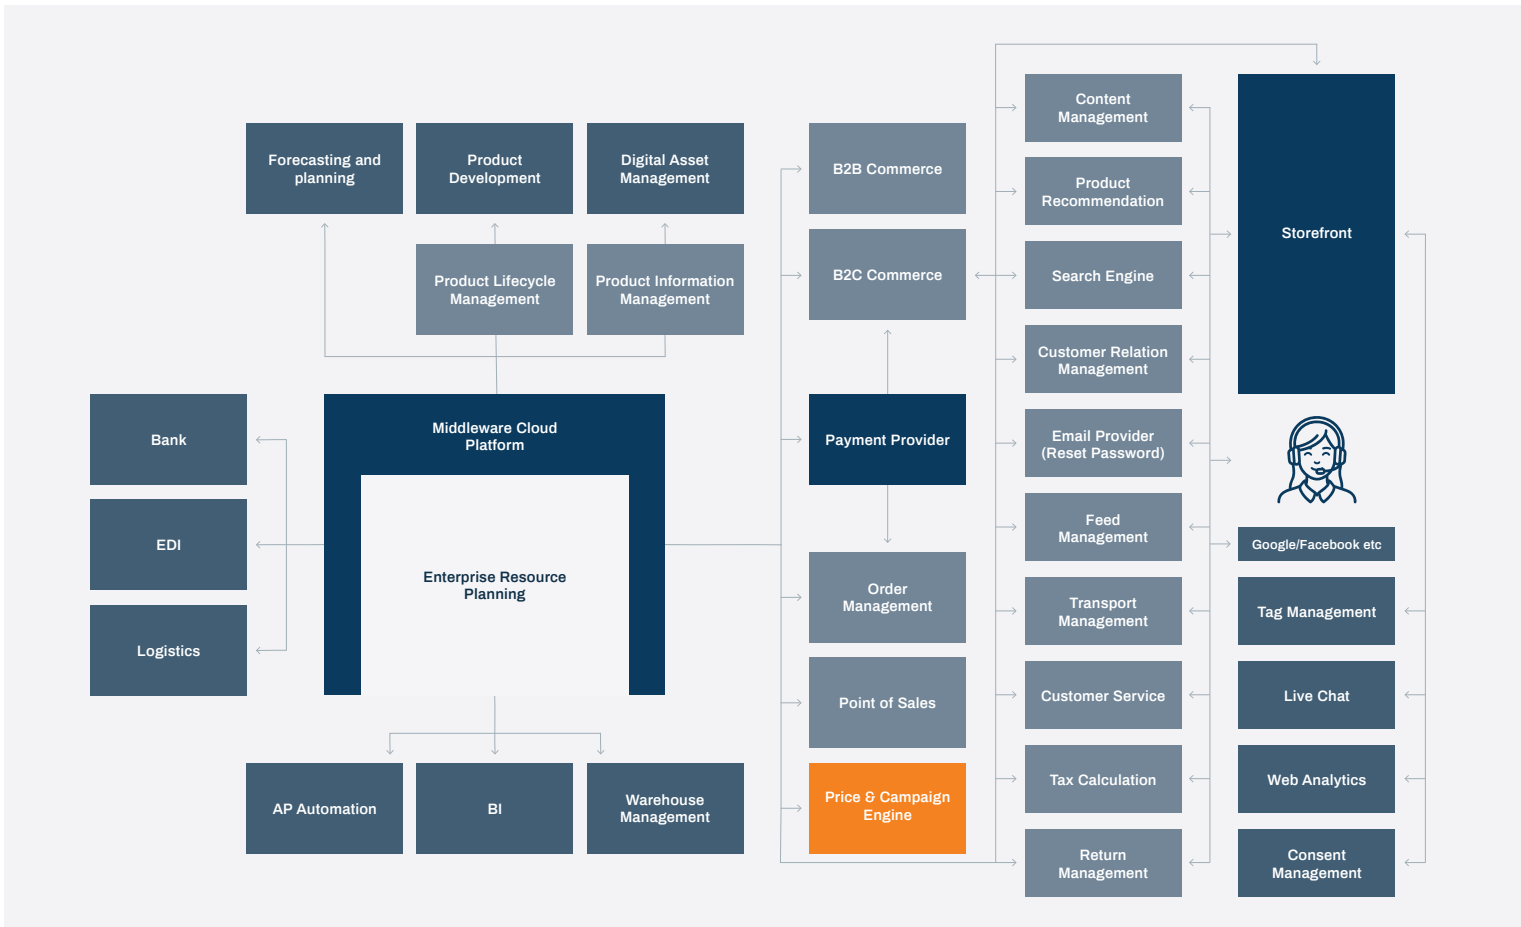 Forecasting and
planning
Product
Development
Digital Asset
Management
Product Lifecycle
Management
Product Information
Management
Bank
EDI
Logistics
Middleware Cloud
Platform
Enterprise Resource
Planning
AP Automation
BI
Warehouse
Management
B2B Commerce
B2C Commerce
Payment Provider
Order
Management
Point of Sales
Price & Campaign
Engine
Content
Management
Product
Recommendation
Search Engine
Customer Relation
Management
Email Provider
(Reset Password)
Feed
Management
Transport
Management
Customer Service
Tax Calculation
Return
Management
Storefront
Google/Facebook etc
Tag Management
Live Chat
Web Analytics
Consent
Management